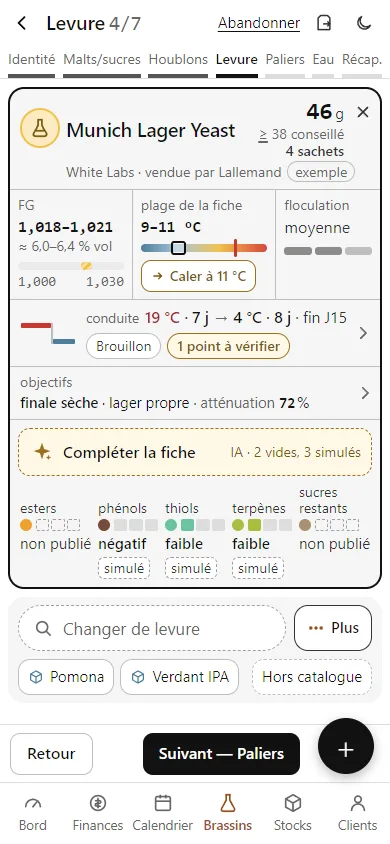 Levure 4/7
Abandonner
Identité Malts/sucres Houblons Levure Paliers Eau Récap.
Munich Lager Yeast
46 g
≥ 38 conseillé
4 sachets
White Labs · vendue par Lallemand exemple
FG
1,018–1,021
≈ 6,0–6,4 % vol
1,000 1,030
plage de la fiche
9–11 °C
→ Caler à 11 °C
floculation
moyenne
conduite 19 °C · 7 j → 4 °C · 8 j · fin J15
Brouillon 1 point à vérifier
objectifs
finale sèche · lager propre · atténuation 72 %
Compléter la fiche IA · 2 vides, 3 simulés
esters
non publié
phénols
négatif
simulé
thiols
faible
simulé
terpènes
faible
simulé
sucres
restants
non publié
Changer de levure
Plus
Pomona Verdant IPA Hors catalogue
Retour
Suivant — Paliers
+
Bord Finances Calendrier Brassins Stocks Clients